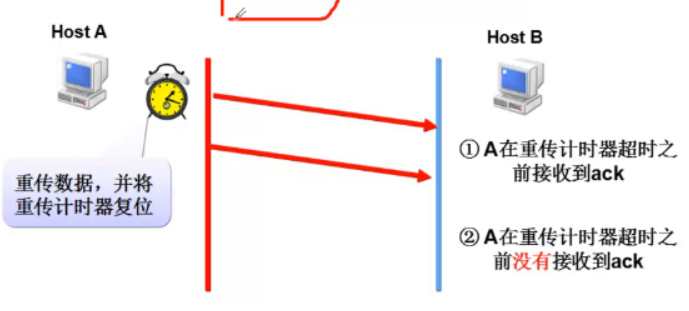 Host A
Host B
重传数据，并将
重传计时器复位
① A在重传计时器超时之
前接收到ack
② A在重传计时器超时之
前没有接收到ack